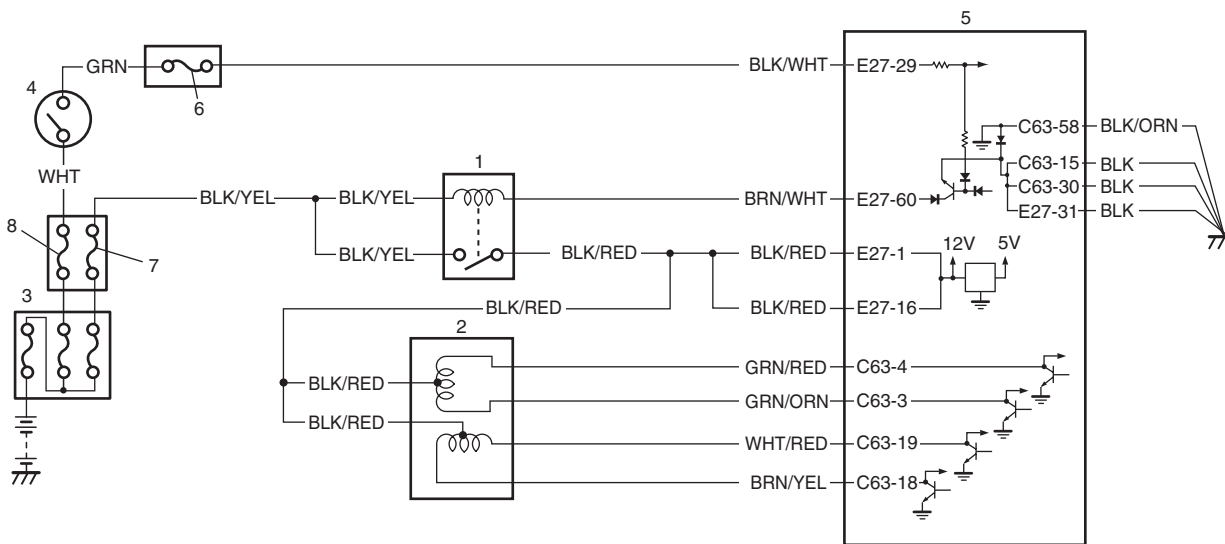 5
GRN
BLK/WHT
E27-29
4
6
C63-58
BLK/ORN
WHT
1
C63-15
BLK
BLK/YEL
BLK/YEL
BRN/WHT
E27-60
C63-30
BLK
E27-31
BLK
8
7
BLK/YEL
BLK/RED
BLK/RED
E27-1
12V
5V
3
BLK/RED
BLK/RED
E27-16
2
BLK/RED
GRN/RED
C63-4
BLK/RED
GRN/ORN
C63-3
WHT/RED
C63-19
BRN/YEL
C63-18